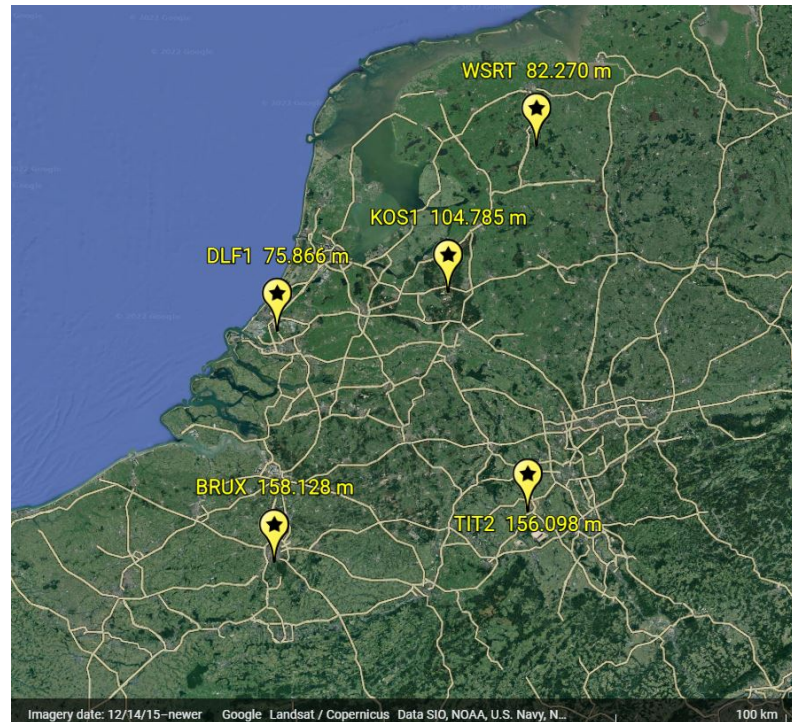 WSRT 82.270 m
KOS1 104.785 m
DLF1 75.866 m
BRUX 158.128 m
TIT2 156.098 m
Imagery date: 12/14/15–newer Google Landsat / Copernicus Data SIO, NOAA, U.S. Navy, N... 100 km